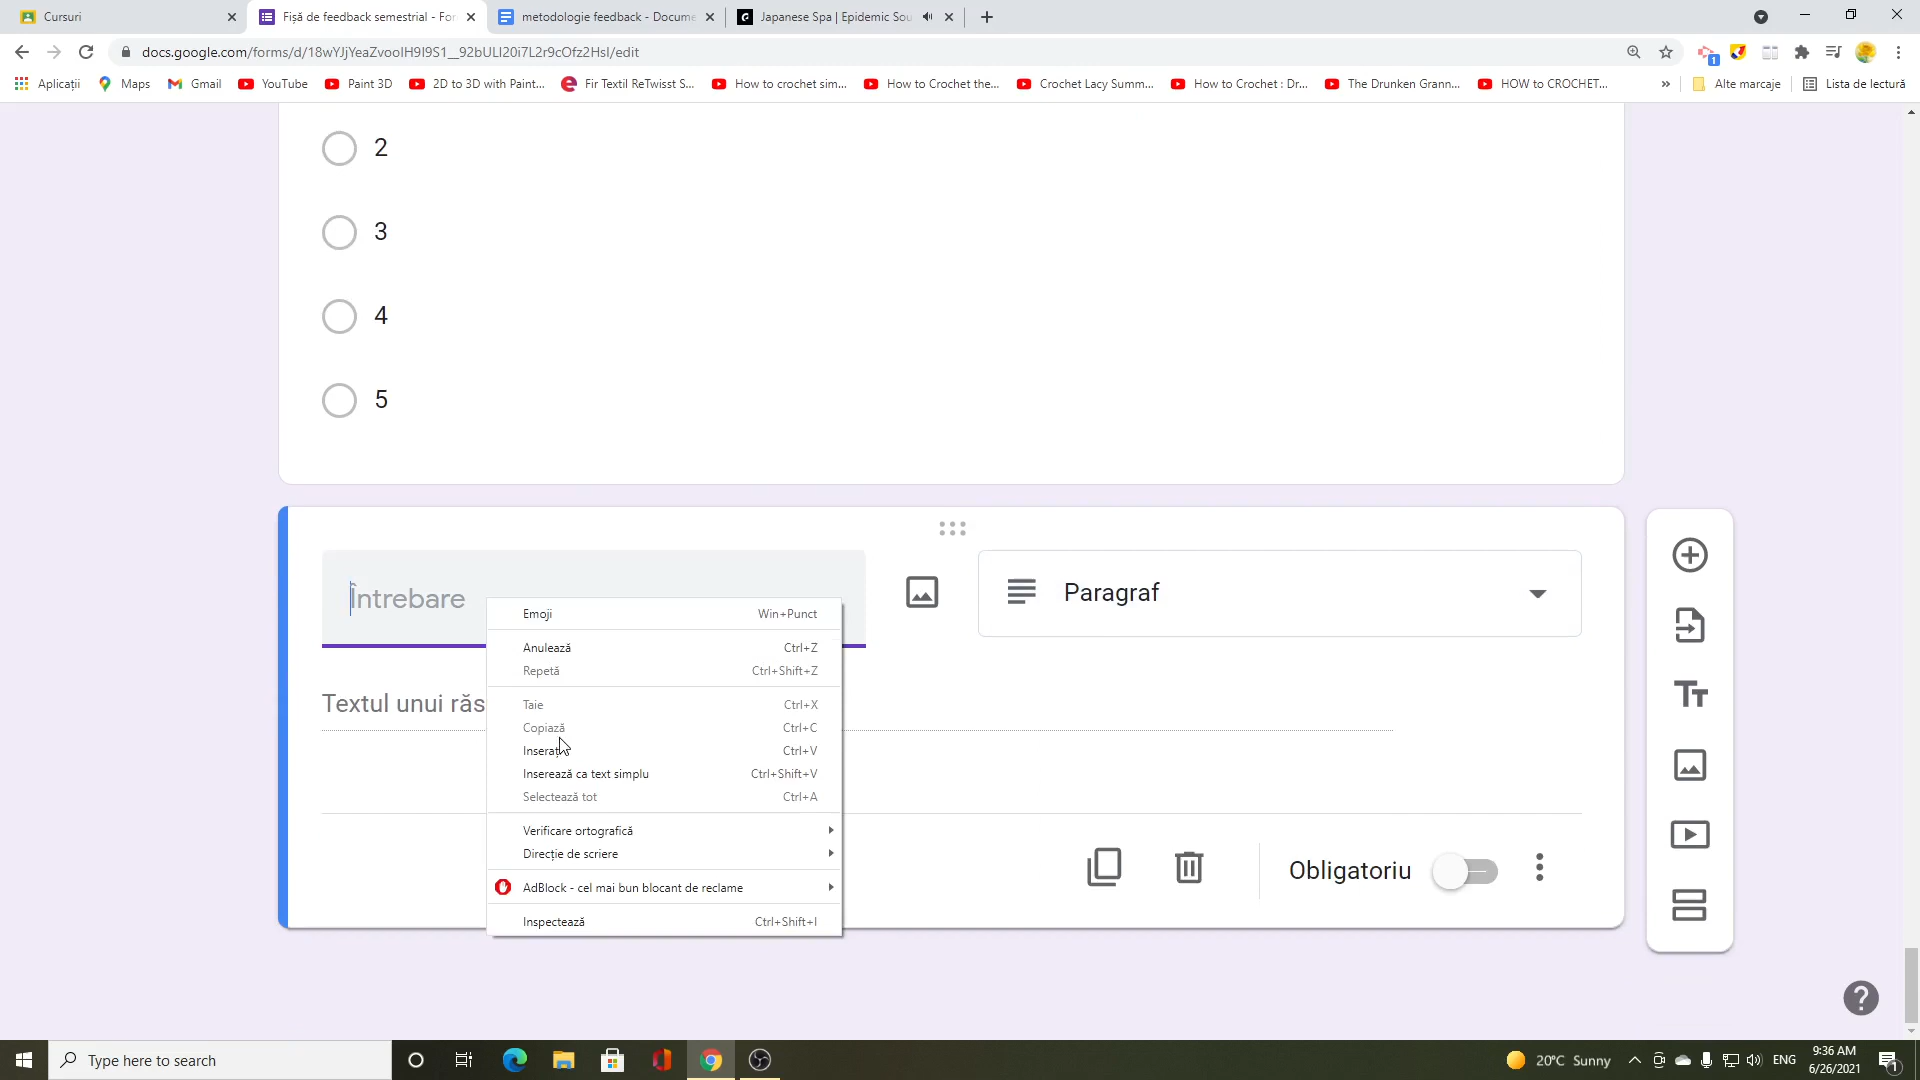 Cursuri
Fișă de feedback semestrial - For
metodologie feedback - Docume
Japanese Spa | Epidemic Sou
docs.google.com/forms/d/18wYJjYeaZvooIH9I9S1__92bULI20i7L2r9cOfz2HsI/edit
1
Aplicații
Maps
Gmail
YouTube
Paint 3D
2D to 3D with Paint...
Fir Textil ReTwisst S...
How to crochet sim...
How to Crochet the...
Crochet Lacy Summ...
How to Crochet : Dr...
The Drunken Grann...
HOW to CROCHET...
»
Alte marcaje
Lista de lectură
2
3
4
5
Întrebare
Paragraf
Textul unui răs
Emoji Win+Punct
Anulează Ctrl+Z
Repetă Ctrl+Shift+Z
Taie Ctrl+X
Copiază Ctrl+C
Inserați Ctrl+V
Inserează ca text simplu Ctrl+Shift+V
Selectează tot Ctrl+A
Verificare ortografică
Direcție de scriere
AdBlock - cel mai bun blocant de reclame
Inspectează Ctrl+Shift+I
Obligatoriu
Type here to search
20°C Sunny
ENG
9:36 AM
6/26/2021
1